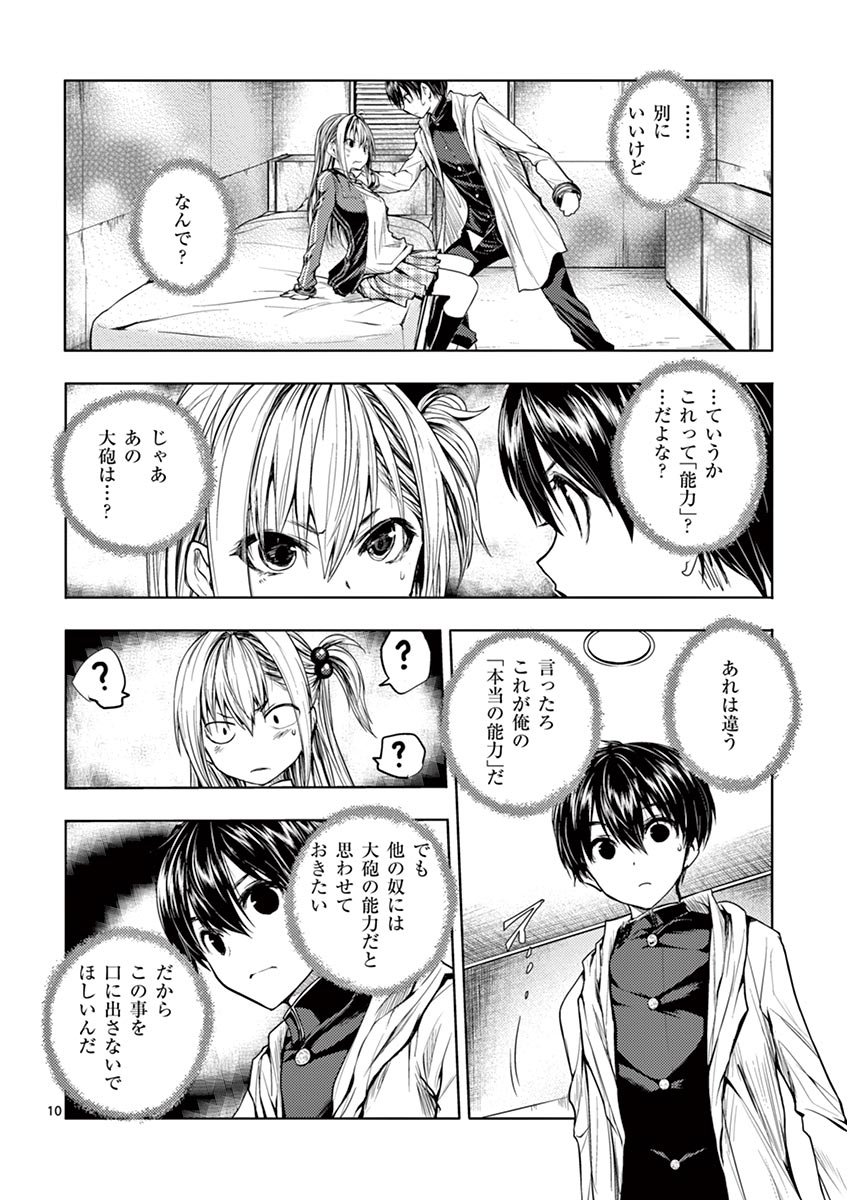 ……
別に
いいけど
なんで？
…ていうか
これって「能力」？
…だよな？
じゃあ
あの
大砲は…？
あれは違う
言ったろ
これが俺の
「本当の能力」だ
スッ…
?
?
?
でも
他の奴には
大砲の能力だと
思わせて
おきたい
だから
この事を
口に出さないで
ほしいんだ
10